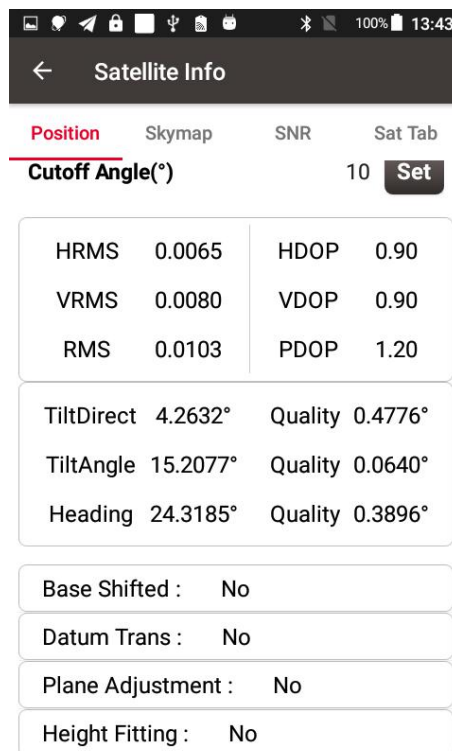 100% 13:43
Satellite Info
Position Skymap SNR Sat Tab
Cutoff Angle(°) 10 Set
HRMS 0.0065 HDOP 0.90
VRMS 0.0080 VDOP 0.90
RMS 0.0103 PDOP 1.20
TiltDirect 4.2632° Quality 0.4776°
TiltAngle 15.2077° Quality 0.0640°
Heading 24.3185° Quality 0.3896°
Base Shifted : No
Datum Trans : No
Plane Adjustment : No
Height Fitting : No